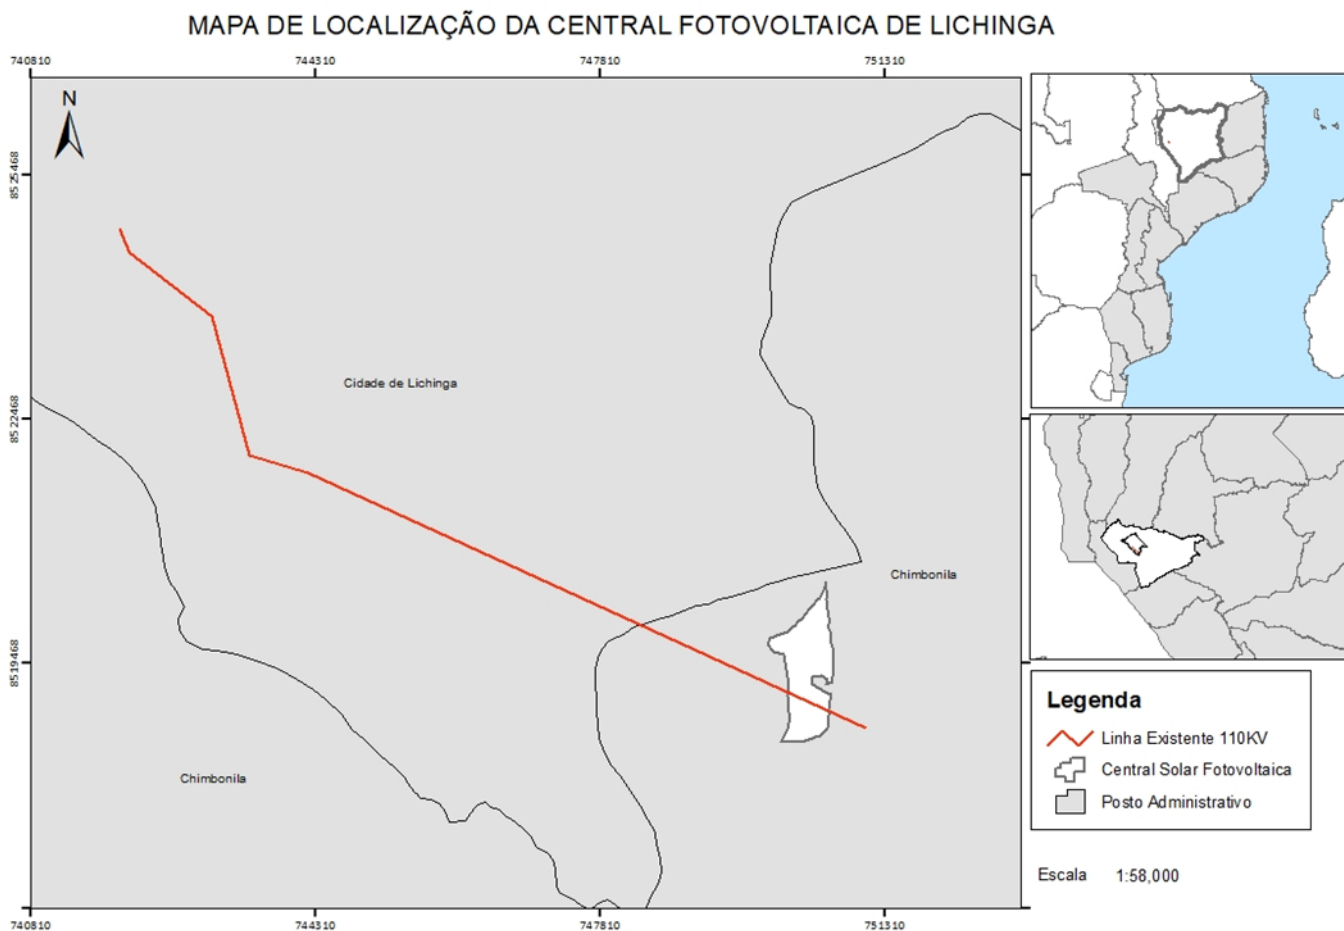 MAPA DE LOCALIZAÇÃO DA CENTRAL FOTOVOLTAICA DE LICHINGA
740810 744310 747810 751310
N
8525468
Cidade de Lichinga
8522468
Chimbonila
8519468
Chimbonila
740810 744310 747810 751310
Legenda
Linha Existente 110KV
Central Solar Fotovoltaica
Posto Administrativo
Escala 1:58,000